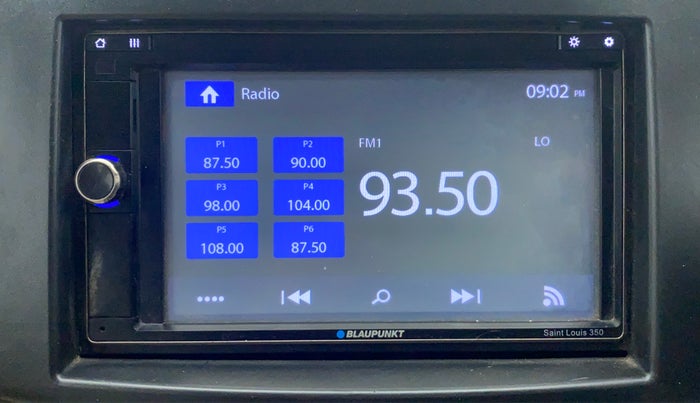 Radio
09:02 PM
P1
87.50
P2
90.00
FM1
LO
P3
98.00
P4
104.00
93.50
P5
108.00
P6
87.50
BLAUPUNKT
Saint Louis 350